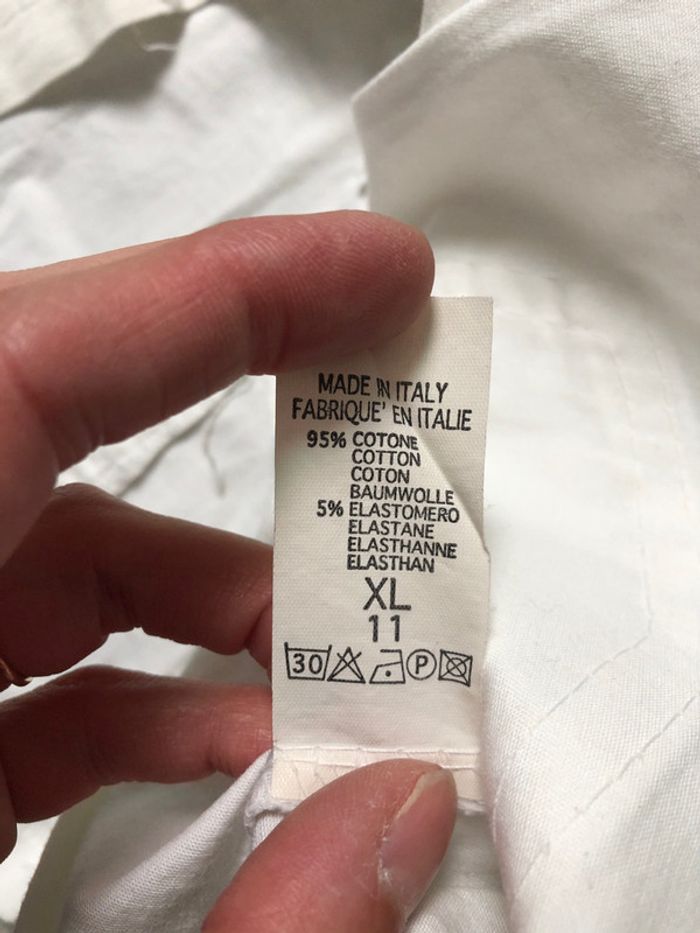 MADE IN ITALY
FABRIQUE' EN ITALIE
95% COTONE
COTTON
COTON
BAUMWOLLE
5% ELASTOMERO
ELASTANE
ELASTHANNE
ELASTHAN
XL
11
30 P